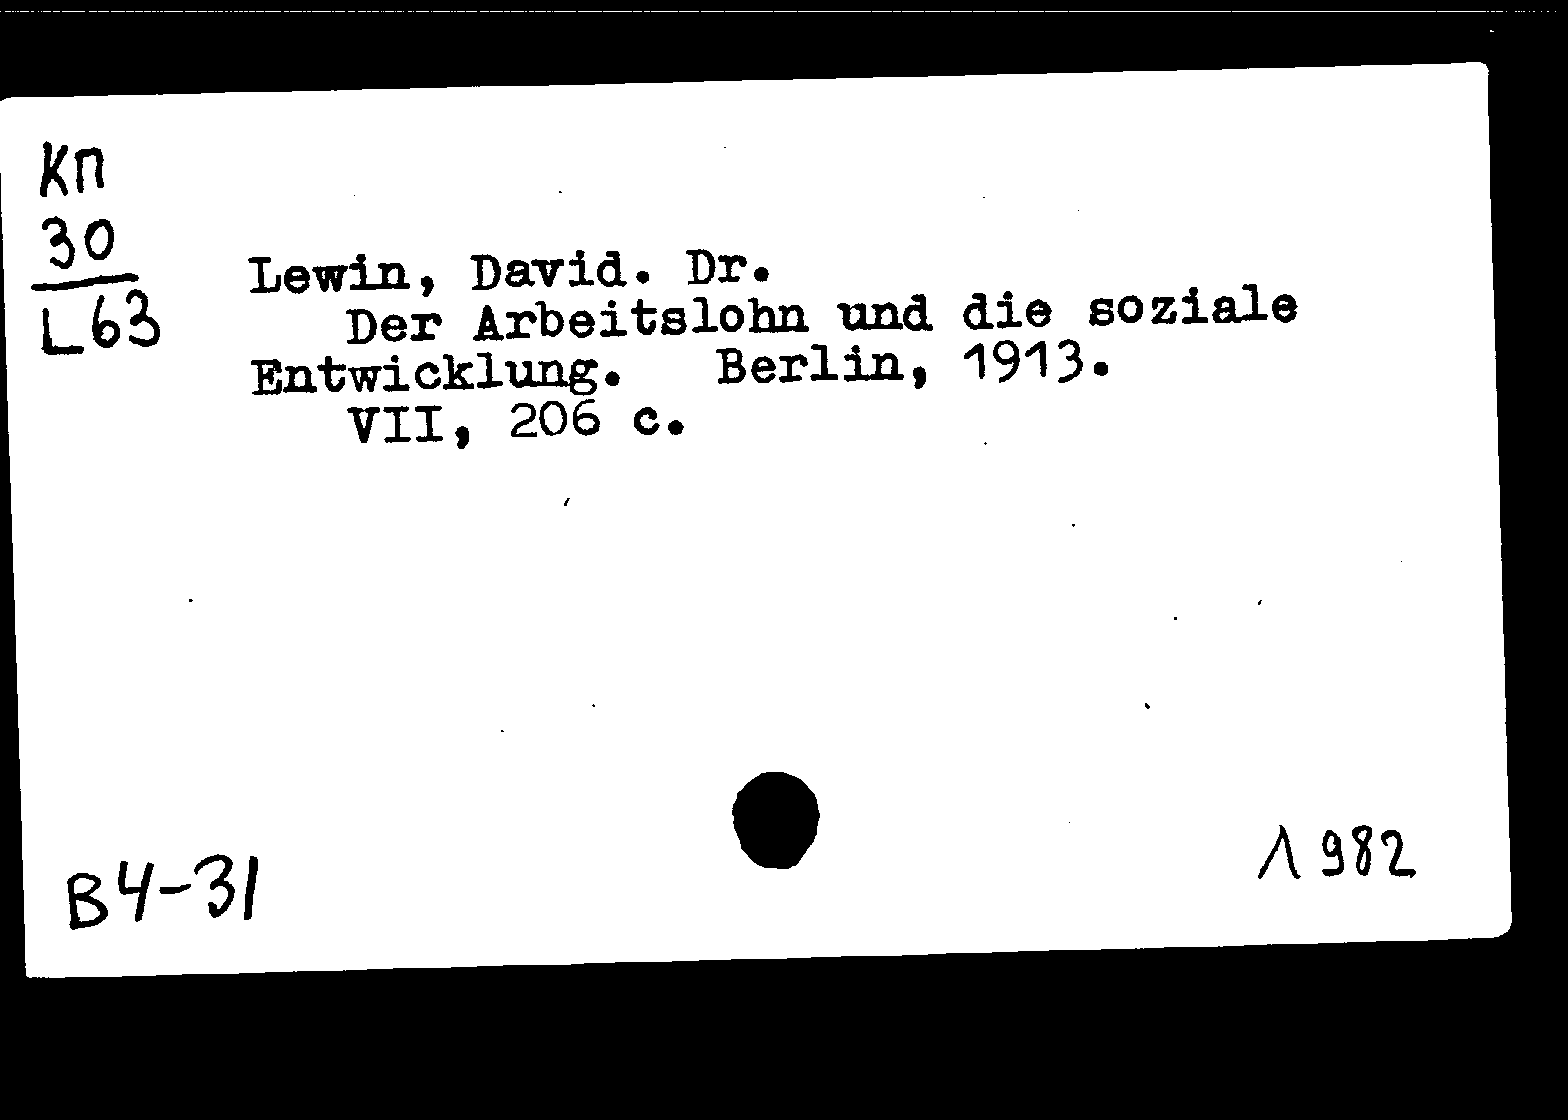 КП
30
L63
Lewin, David. Dr.
Der Arbeitslohn und die soziale
Entwicklung. Berlin, 1913.
VII, 206 c.
B4-31
Л 982